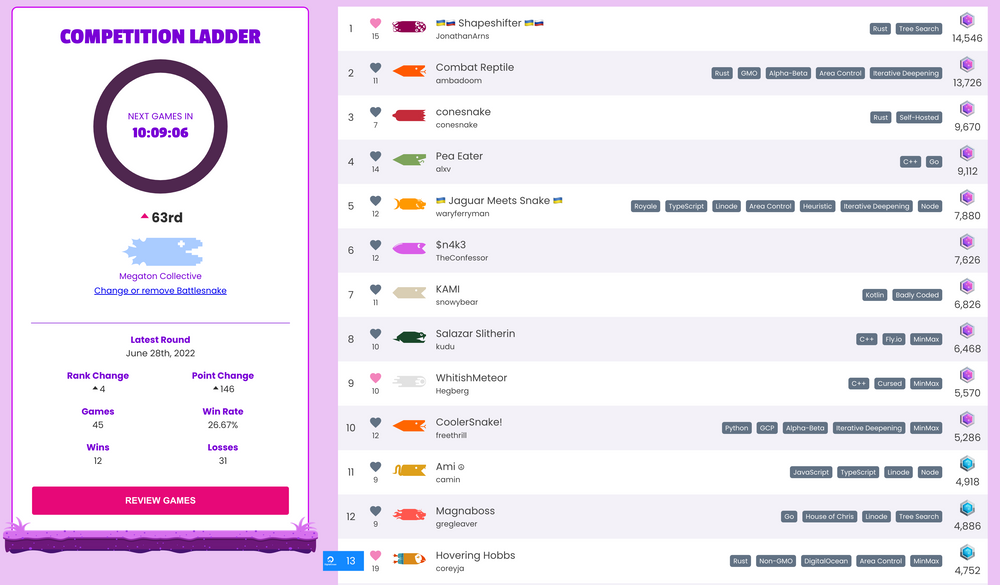 COMPETITION LADDER
NEXT GAMES IN
10:09:06
63rd
Megaton Collective
Change or remove Battlesnake
Latest Round
June 28th, 2022
Rank Change Point Change
4 146
Games Win Rate
45 26.67%
Wins Losses
12 31
REVIEW GAMES
1 15 Shapeshifter Rust Tree Search 14,546
JonathanArns
2 11 Combat Reptile Rust GMO Alpha-Beta Area Control Iterative Deepening 13,726
ambadoom
3 7 conesnake Rust Self-Hosted 9,670
conesnake
4 14 Pea Eater C++ Go 9,112
alxv
5 12 Jaguar Meets Snake Royale TypeScript Linode Area Control Heuristic Iterative Deepening Node 7,880
waryferryman
6 12 $n4k3 7,626
TheConfessor
7 11 KAMI Kotlin Badly Coded 6,826
snowybear
8 10 Salazar Slitherin C++ Fly.io MinMax 6,468
kudu
9 10 WhitishMeteor C++ Cursed MinMax 5,570
Hegberg
10 12 CoolerSnake! Python GCP Alpha-Beta Iterative Deepening MinMax 5,286
freethrill
11 9 Ami ☮ JavaScript TypeScript Linode Node 4,918
camin
12 9 Magnaboss Go House of Chris Linode Tree Search 4,886
gregleaver
13 19 Hovering Hobbs Rust Non-GMO DigitalOcean Area Control MinMax 4,752
coreyja